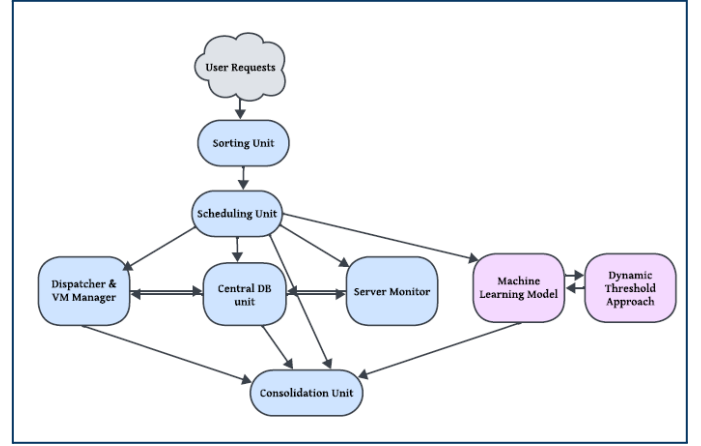 User Requests
Sorting Unit
Scheduling Unit
Dispatcher &
VM Manager
Central DB
unit
Server Monitor
Machine
Learning Model
Dynamic
Threshold
Approach
Consolidation Unit